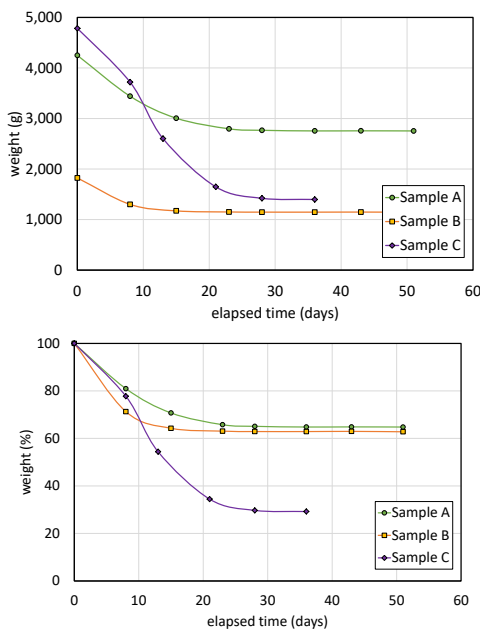 5,000
4,000
3,000
2,000
1,000
0
weight (g)
Sample A
Sample B
Sample C
0 10 20 30 40 50 60
elapsed time (days)
100
80
60
40
20
0
weight (%)
Sample A
Sample B
Sample C
0 10 20 30 40 50 60
elapsed time (days)